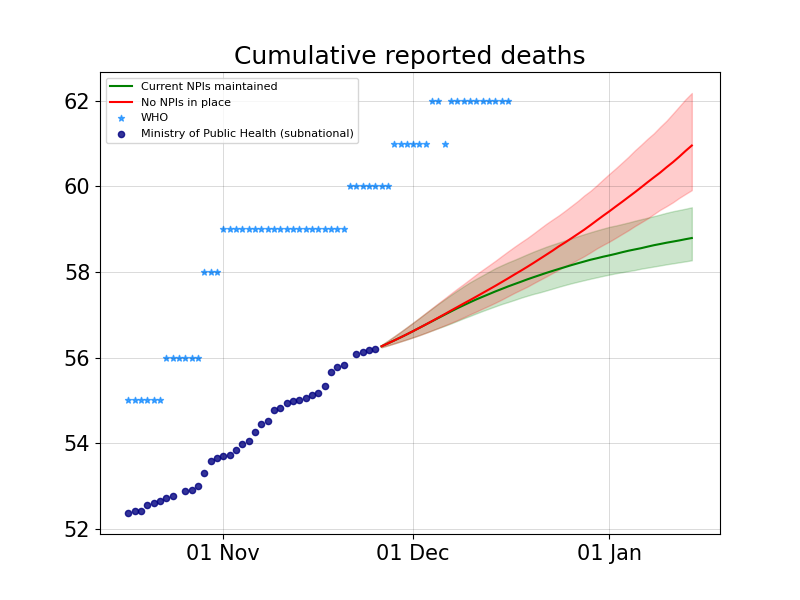 Cumulative reported deaths
Current NPIs maintained
No NPIs in place
WHO
Ministry of Public Health (subnational)
62
60
58
56
54
52
01 Nov
01 Dec
01 Jan